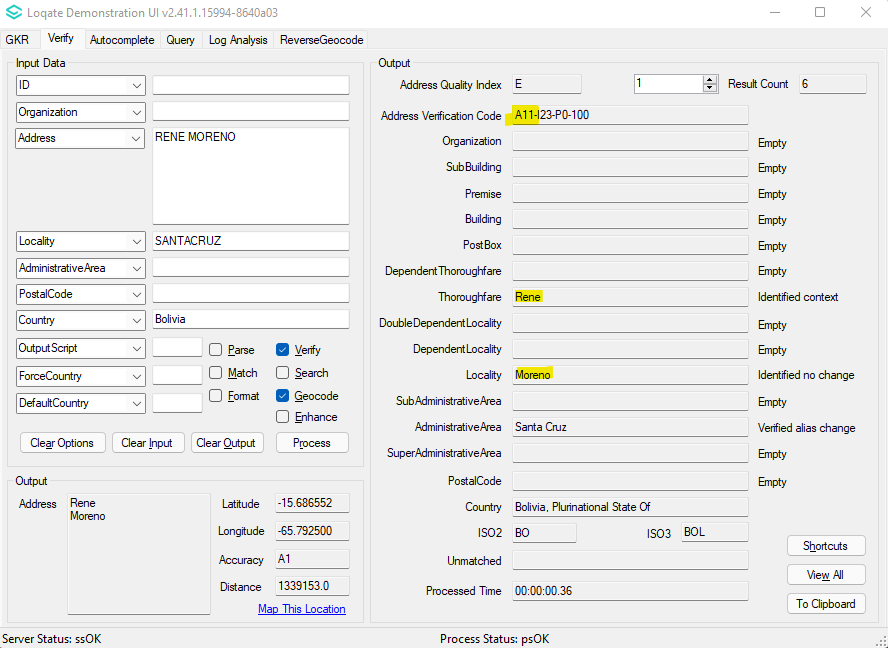 Loqate Demonstration UI v2.41.1.15994-8640a03
GKR Verify Autocomplete Query Log Analysis ReverseGeocode
Input Data
ID
Organization
Address RENE MORENO
Locality SANTACRUZ
AdministrativeArea
PostalCode
Country Bolivia
OutputScript Parse Verify
ForceCountry Match Search
DefaultCountry Format Geocode
Enhance
Clear Options Clear Input Clear Output Process
Output
Address Rene
Moreno
Latitude -15.686552
Longitude -65.792500
Accuracy A1
Distance 1339153.0
Map This Location
Output
Address Quality Index E 1 Result Count 6
Address Verification Code A11-I23-P0-100
Organization Empty
SubBuilding Empty
Premise Empty
Building Empty
PostBox Empty
DependentThoroughfare Empty
Thoroughfare Rene Identified context
DoubleDependentLocality Empty
DependentLocality Empty
Locality Moreno Identified no change
SubAdministrativeArea Empty
AdministrativeArea Santa Cruz Verified alias change
SuperAdministrativeArea Empty
PostalCode Empty
Country Bolivia, Plurinational State Of
ISO2 BO ISO3 BOL
Unmatched
Processed Time 00:00:00.36
Shortcuts
View All
To Clipboard
Server Status: ssOK Process Status: psOK